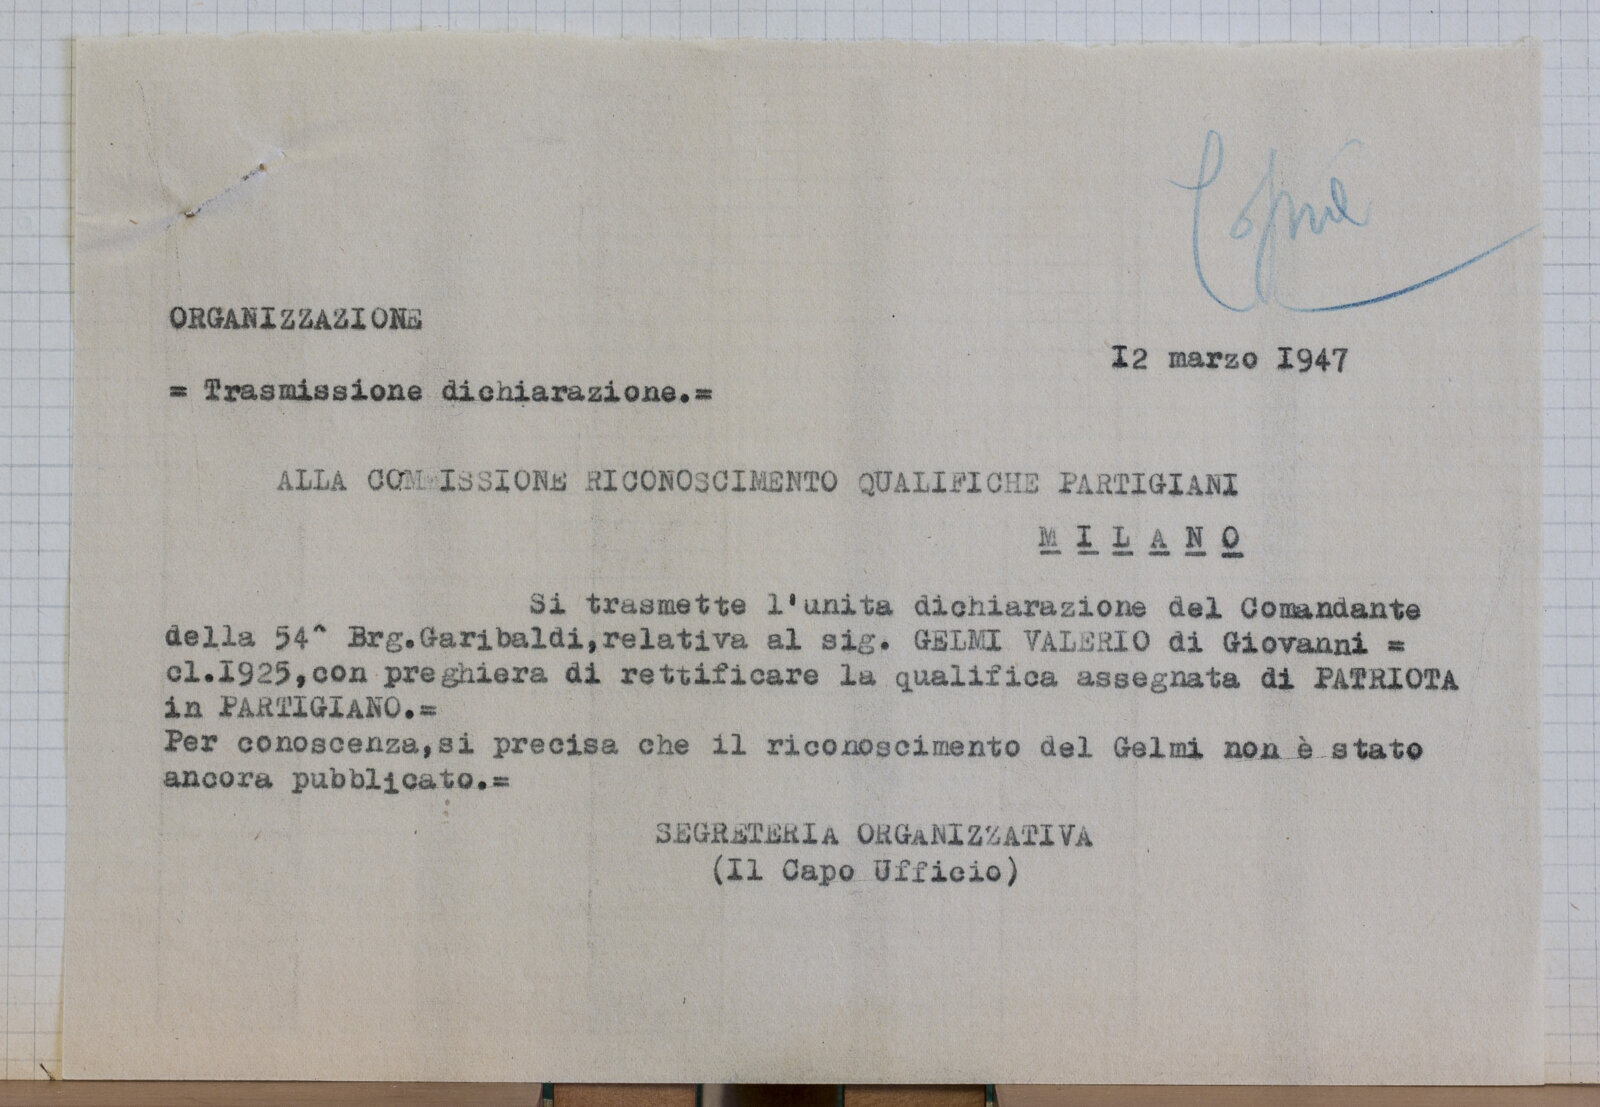 Copia
ORGANIZZAZIONE
I2 marzo I947
= Trasmissione dichiarazione.=
ALLA COMMISSIONE RICONOSCIMENTO QUALIFICHE PARTIGIANI
M I L A N O
Si trasmette l'unita dichiarazione del Comandante
della 54^ Brg.Garibaldi,relativa al sig. GELMI VALERIO di Giovanni =
cl.I925,con preghiera di rettificare la qualifica assegnata di PATRIOTA
in PARTIGIANO.=
Per conoscenza,si precisa che il riconoscimento del Gelmi non è stato
ancora pubblicato.=
SEGRETERIA ORGANIZZATIVA
(Il Capo Ufficio)